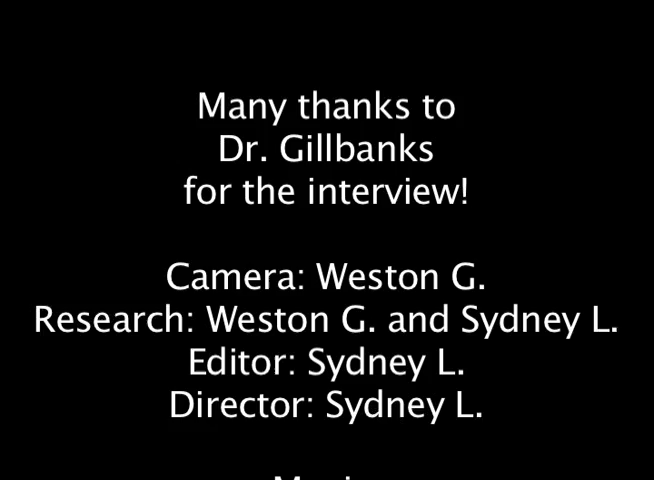 Many thanks to
Dr. Gillbanks
for the interview!
Camera: Weston G.
Research: Weston G. and Sydney L.
Editor: Sydney L.
Director: Sydney L.